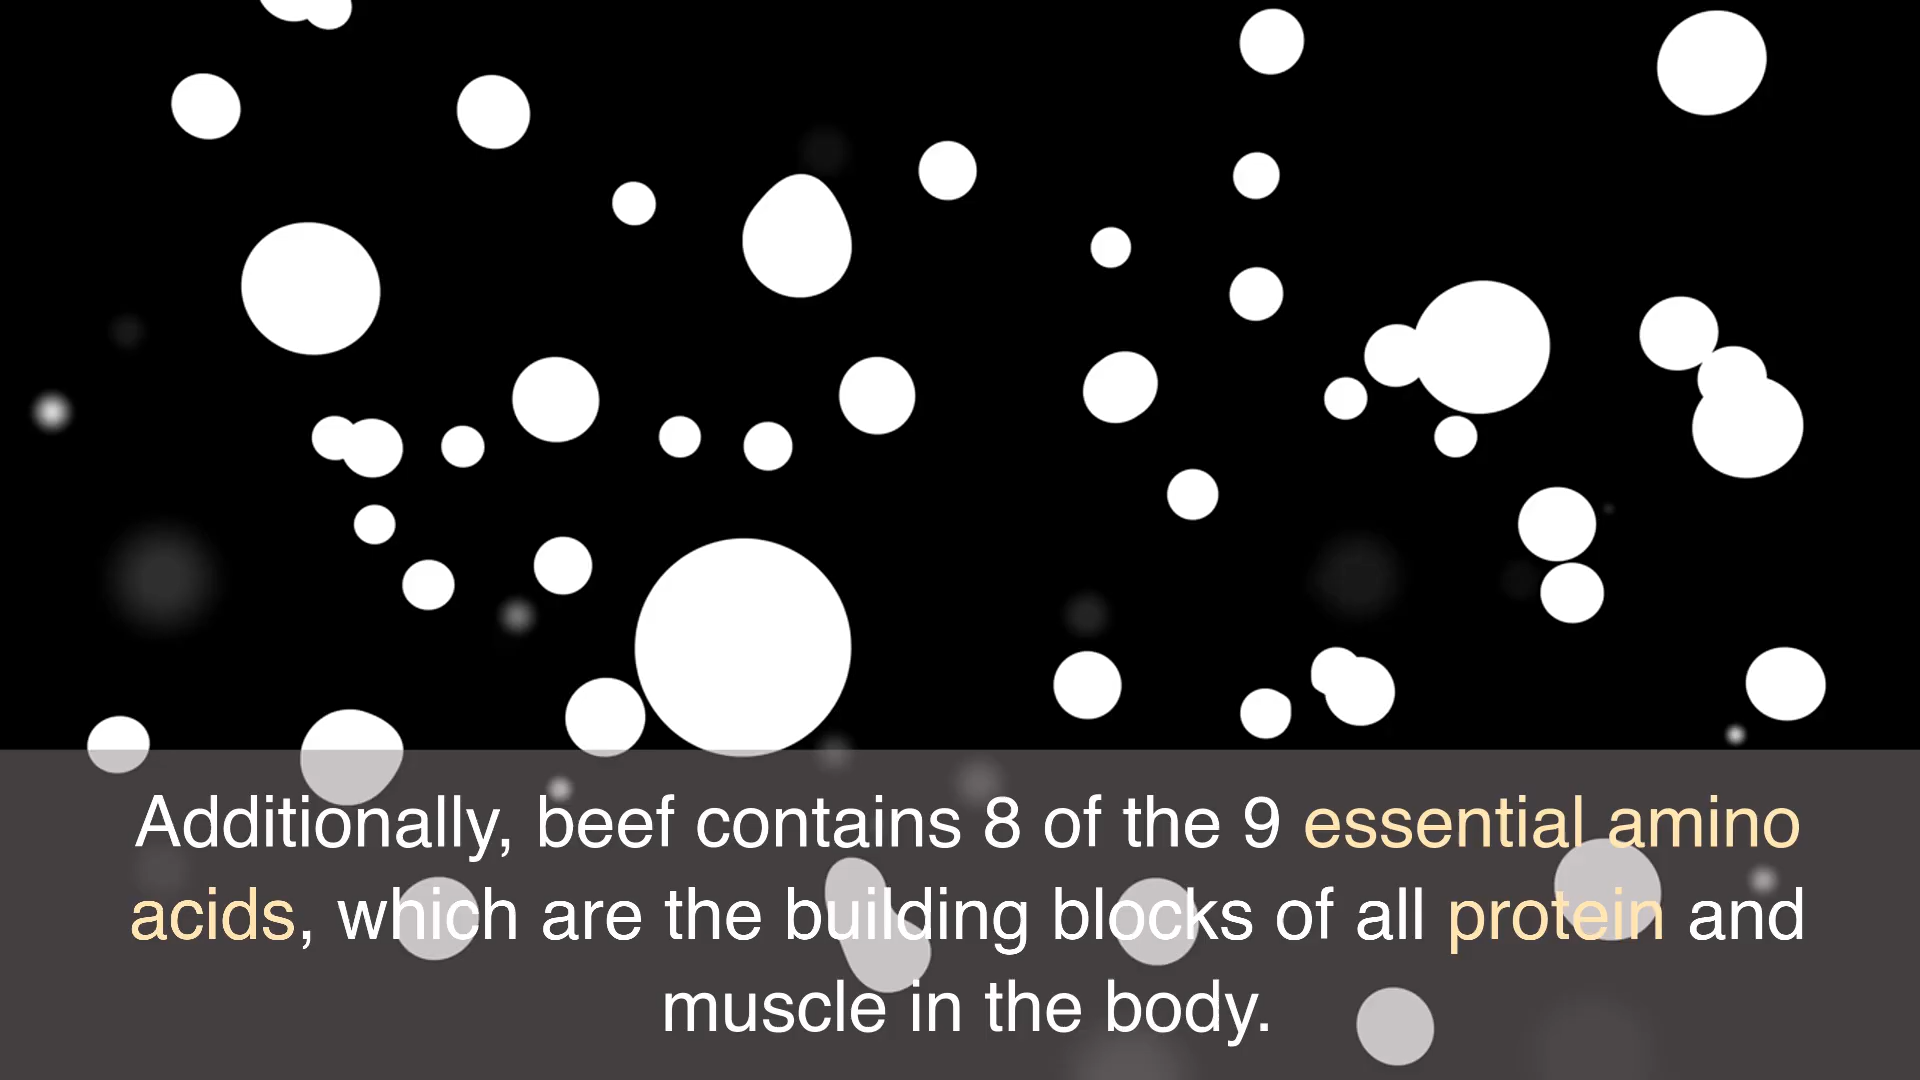 Additionally, beef contains 8 of the 9 essential amino
acids, which are the building blocks of all protein and
muscle in the body.